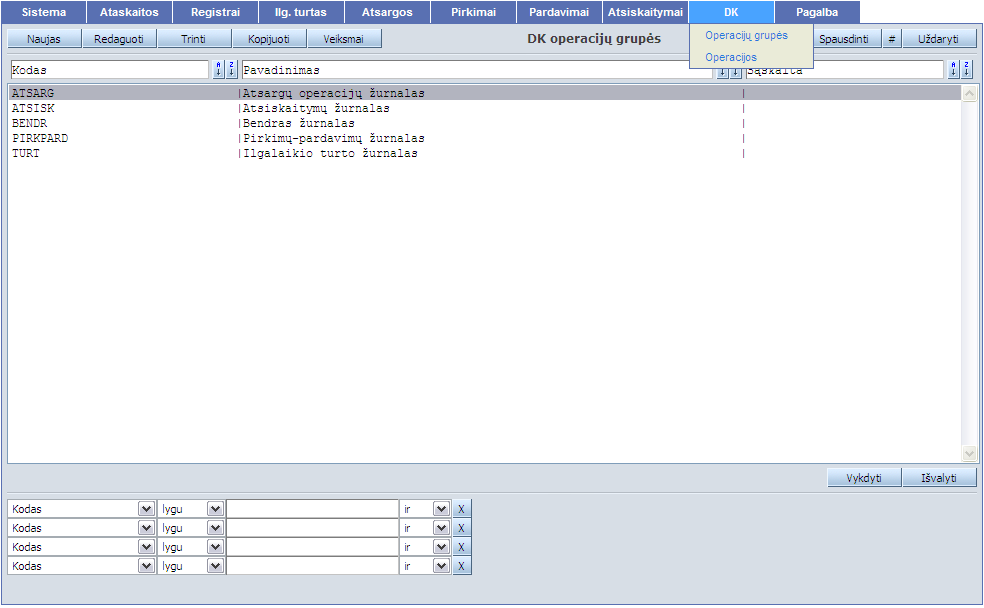 Sistema Ataskaitos Registrai Ilg. turtas Atsargos Pirkimai Pardavimai Atsiskaitymai DK Pagalba
Naujas Redaguoti Trinti Kopijuoti Veiksmai DK operacijų grupės Operacijų grupės Spausdinti # Uždaryti
Operacijos
Kodas Pavadinimas Sąskaita
ATSARG |Atsargų operacijų žurnalas |
ATSISK |Atsiskaitymų žurnalas |
BENDR |Bendras žurnalas |
PIRKPARD |Pirkimų-pardavimų žurnalas |
TURT |Ilgalaikio turto žurnalas |
Vykdyti Išvalyti
Kodas lygu ir X
Kodas lygu ir X
Kodas lygu ir X
Kodas lygu ir X